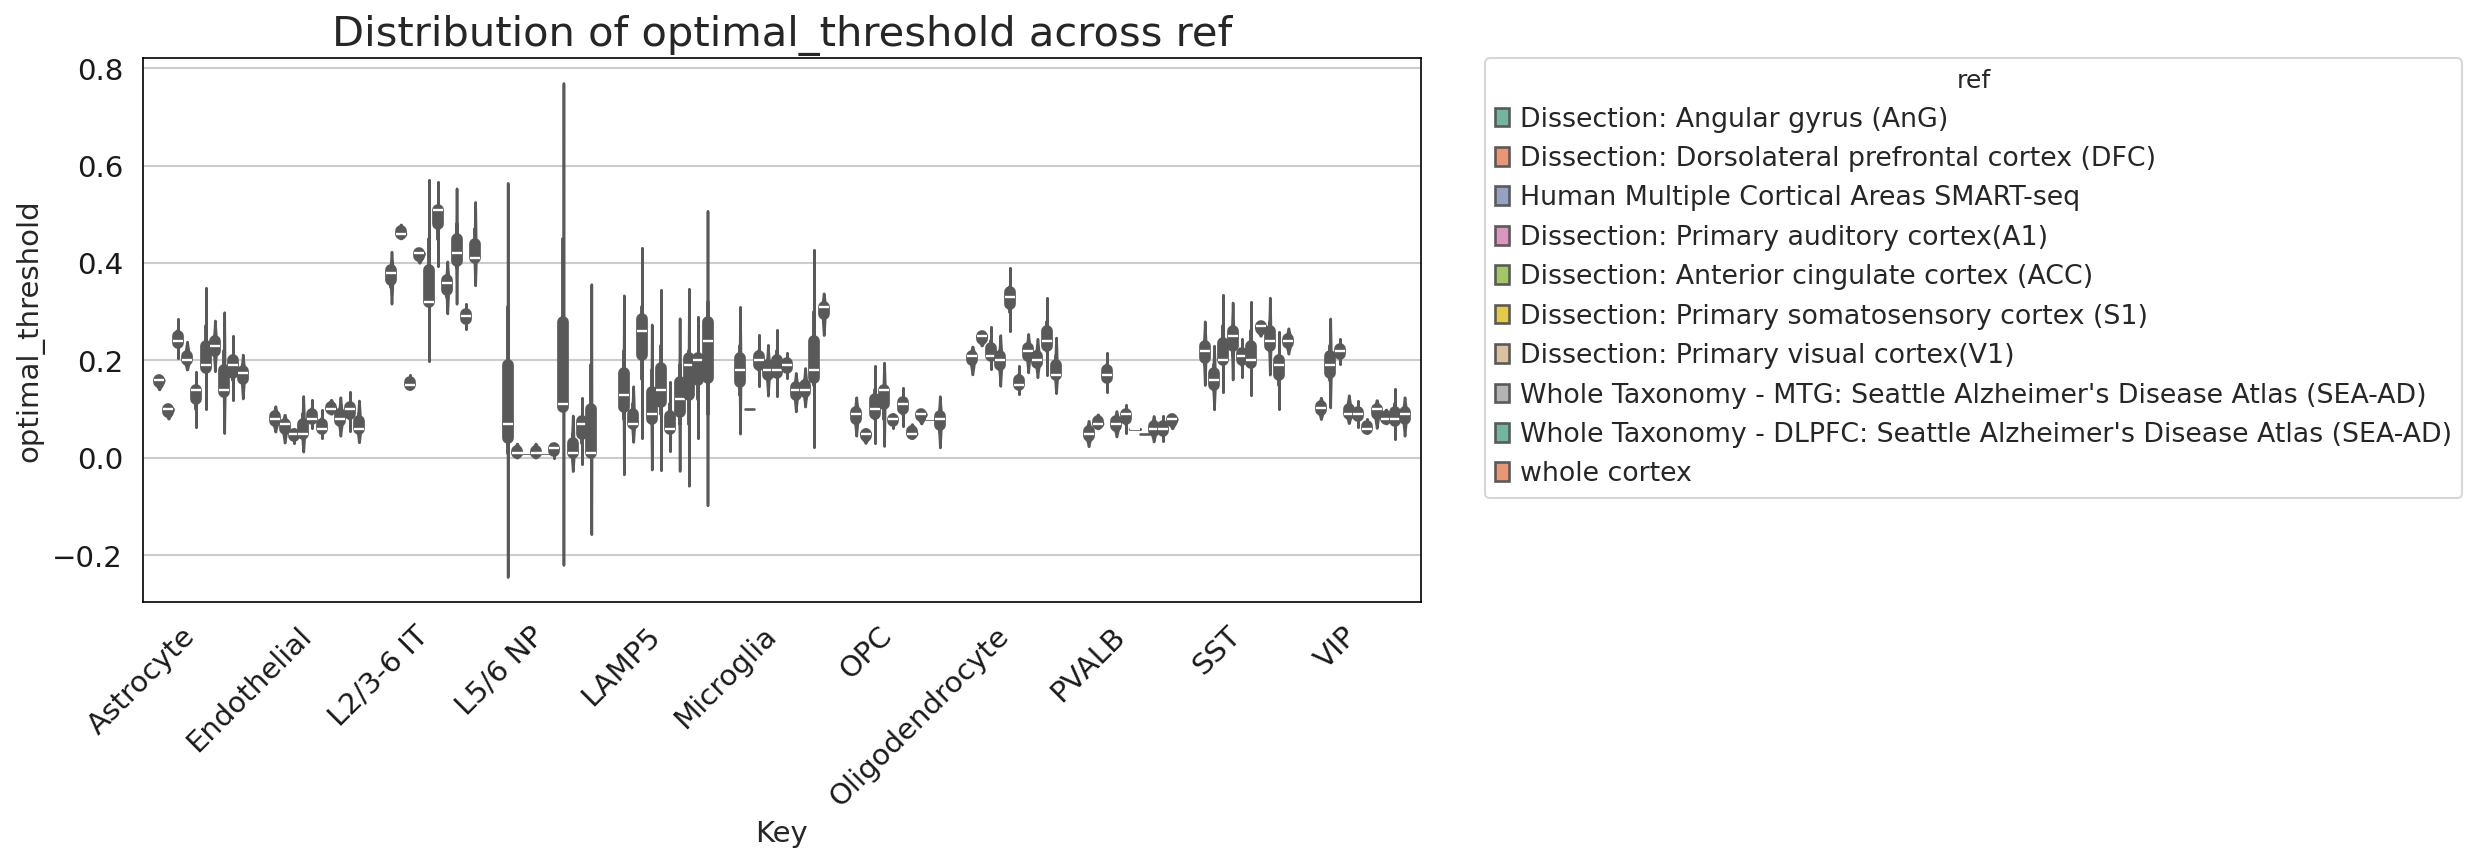 Distribution of optimal_threshold across ref
optimal_threshold
0.8
0.6
0.4
0.2
0.0
−0.2
Astrocyte
Endothelial
L2/3-6 IT
L5/6 NP
LAMP5
Microglia
OPC
Oligodendrocyte
PVALB
SST
VIP
Key
ref
Dissection: Angular gyrus (AnG)
Dissection: Dorsolateral prefrontal cortex (DFC)
Human Multiple Cortical Areas SMART-seq
Dissection: Primary auditory cortex(A1)
Dissection: Anterior cingulate cortex (ACC)
Dissection: Primary somatosensory cortex (S1)
Dissection: Primary visual cortex(V1)
Whole Taxonomy - MTG: Seattle Alzheimer's Disease Atlas (SEA-AD)
Whole Taxonomy - DLPFC: Seattle Alzheimer's Disease Atlas (SEA-AD)
whole cortex